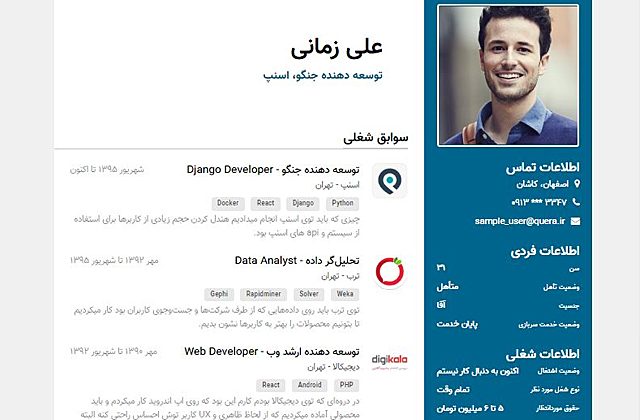 علی زمانی
توسعه دهنده جنگو، اسنپ
سوابق شغلی
توسعه دهنده جنگو - Django Developer
شهریور ۱۳۹۵ تا اکنون
اسنپ - تهران
Python Django React Docker
چیزی که باید توی اسنپ انجام میدادیم هندل کردن حجم زیادی از کاربرها برای استفاده
از سیستم و api های اسنپ بود.
تحلیل‌گر داده - Data Analyst
مهر ۱۳۹۲ تا شهریور ۱۳۹۵
ترب - تهران
Weka Solver Rapidminer Gephi
توی ترب باید روی داده‌هایی که از طرف شرکت‌ها و جست‌وجوی کاربران بود کار میکردیم
تا بتونیم محصولات را بهتر به کاربرها نشون بدیم.
digikala
توسعه دهنده ارشد وب - Web Developer
مهر ۱۳۹۰ تا شهریور ۱۳۹۲
دیجیکالا - تهران
PHP Android React
در دروه‌ای که توی دیجیکالا بودم کارم این بود که روی اپ اندروید کار میکردم و باید
محصولی آماده میکردیم که از لحاظ ظاهری و UX کاربر توش احساس راحتی کنه البته
اطلاعات تماس
اصفهان، کاشان
۰۹۱۳ *** ۳۳۴۷
sample_user@quera.ir
اطلاعات فردی
سن ۳۱
وضعیت تأهل متأهل
جنسیت آقا
وضعیت خدمت سربازی پایان خدمت
اطلاعات شغلی
وضعیت اشتغال اکنون به دنبال کار نیستم
نوع شغل مورد نظر تمام وقت
حقوق موردانتظار ۵ تا ۶ میلیون تومان